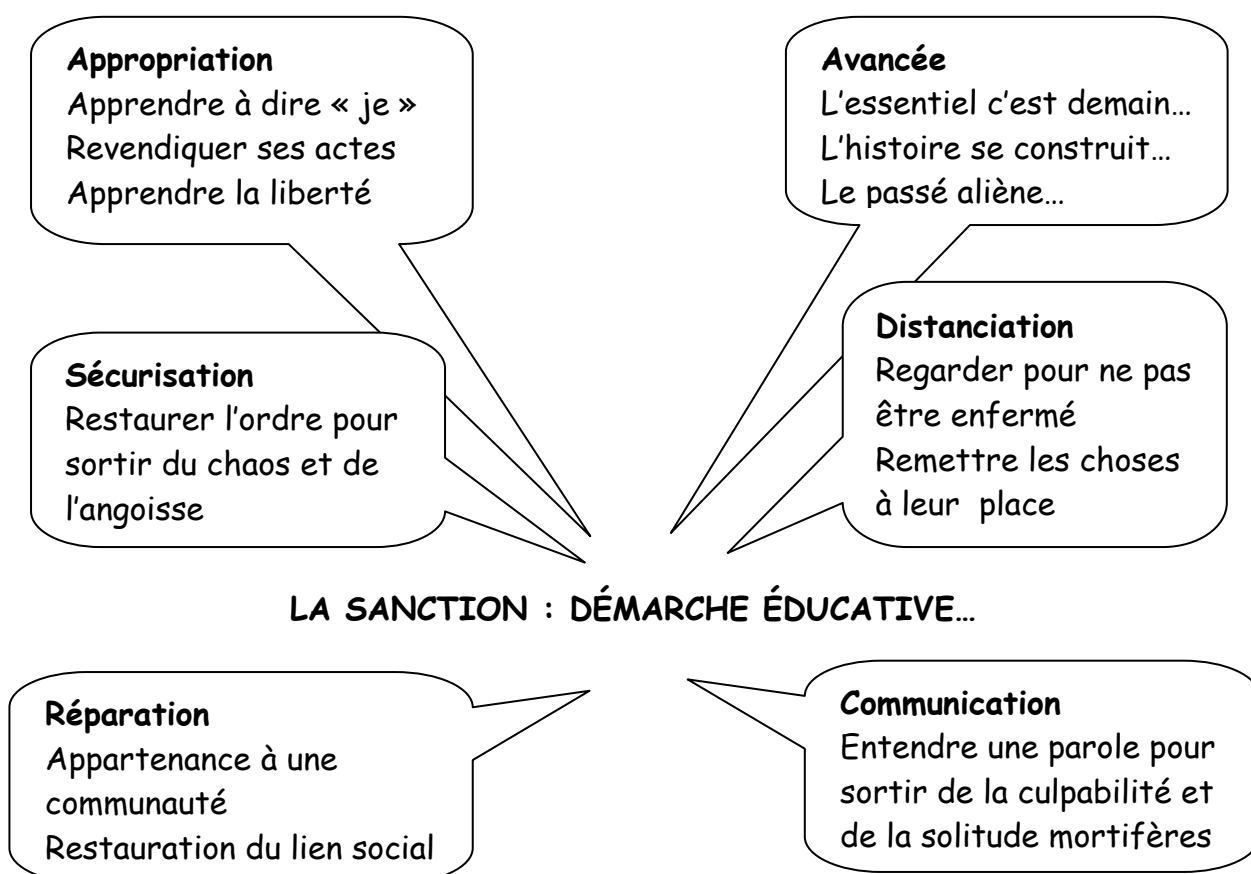 Appropriation
Apprendre à dire « je »
Revendiquer ses actes
Apprendre la liberté
Avancée
L'essentiel c'est demain…
L'histoire se construit…
Le passé aliène…
Sécurisation
Restaurer l'ordre pour
sortir du chaos et de
l'angoisse
Distanciation
Regarder pour ne pas
être enfermé
Remettre les choses
à leur  place
LA SANCTION : DÉMARCHE ÉDUCATIVE…
Réparation
Appartenance à une
communauté
Restauration du lien social
Communication
Entendre une parole pour
sortir de la culpabilité et
de la solitude mortifères